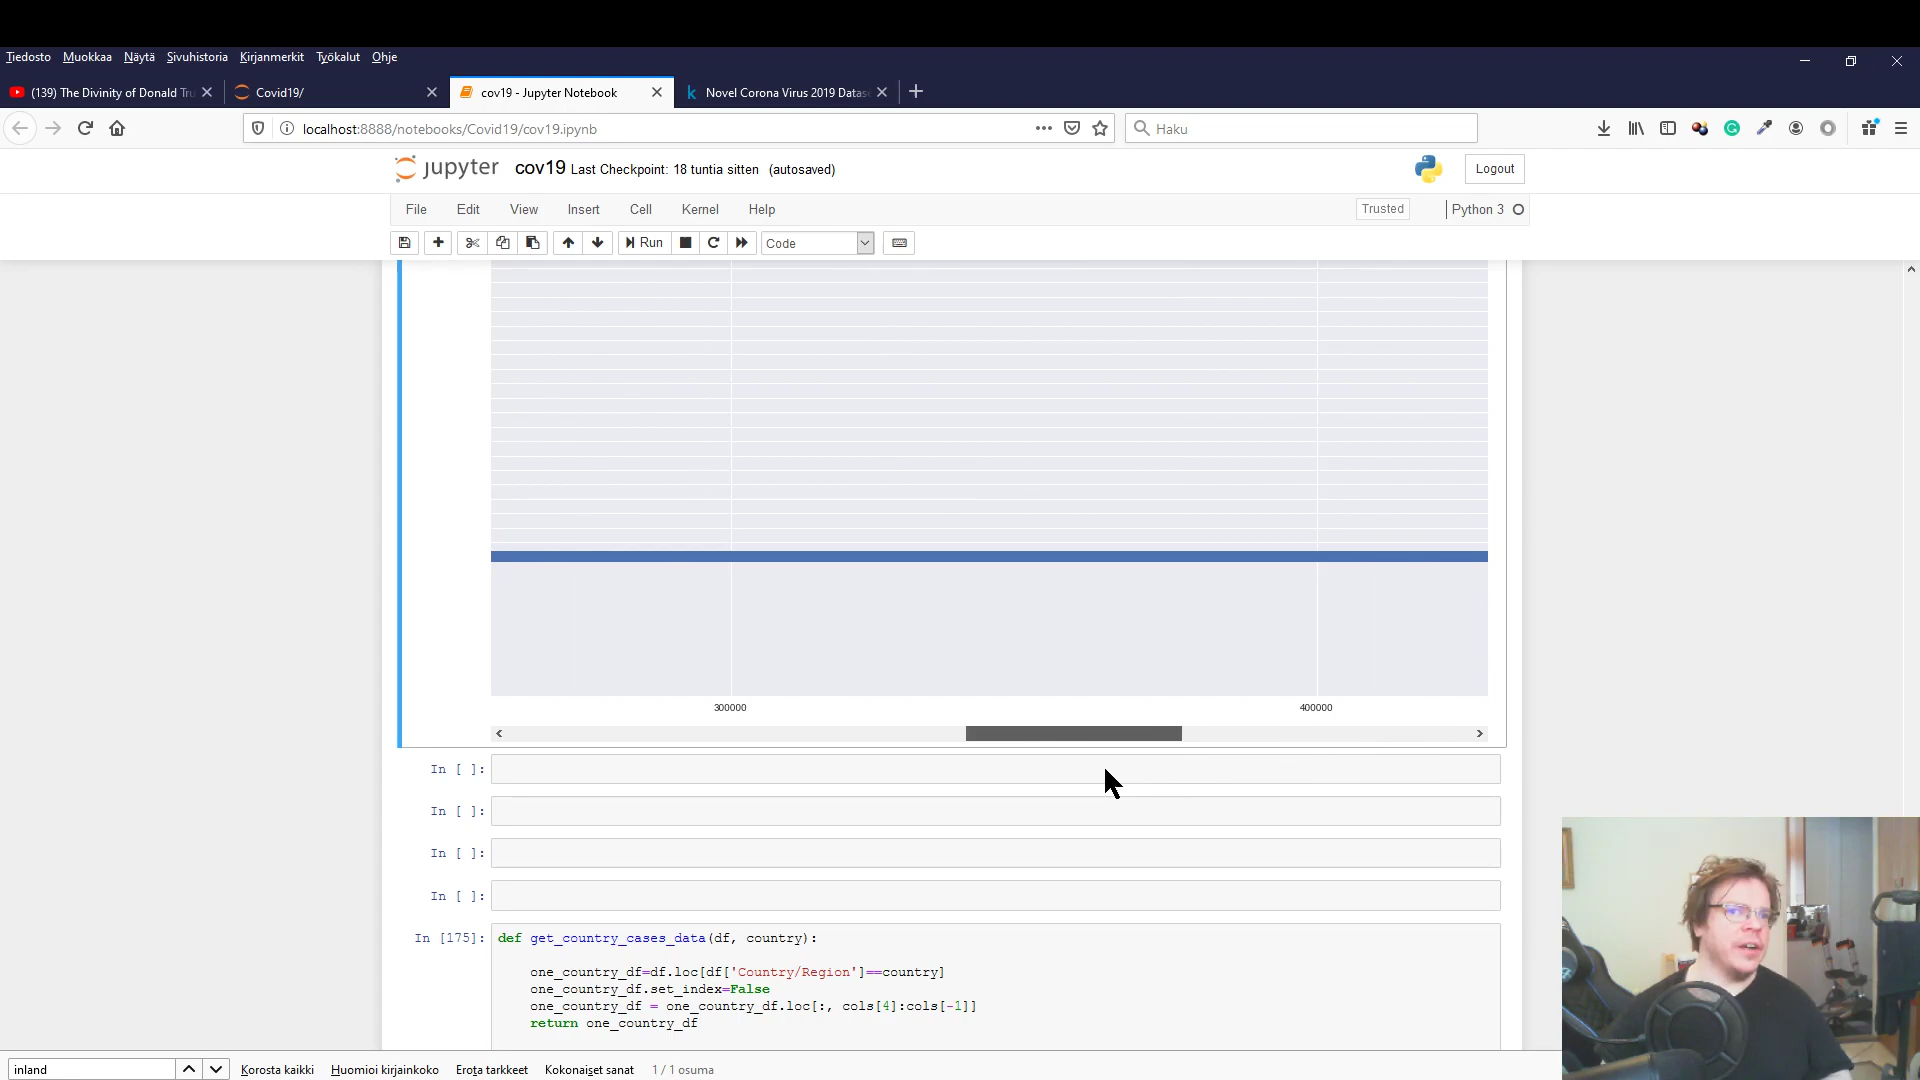 Tiedosto Muokkaa Näytä Sivuhistoria Kirjanmerkit Työkalut Ohje
(139) The Divinity of Donald Tru
Covid19/
cov19 - Jupyter Notebook
Novel Corona Virus 2019 Datas
localhost:8888/notebooks/Covid19/cov19.ipynb
Haku
jupyter cov19 Last Checkpoint: 18 tuntia sitten (autosaved)
Logout
File Edit View Insert Cell Kernel Help
Trusted
Python 3
Run
Code
300000 400000
In [ ]:
In [ ]:
In [ ]:
In [ ]:
In [175]: def get_country_cases_data(df, country):
one_country_df=df.loc[df['Country/Region']==country]
one_country_df.set_index=False
one_country_df = one_country_df.loc[:, cols[4]:cols[-1]]
return one_country_df
inland
Korosta kaikki Huomioi kirjainkoko Erota tarkkeet Kokonaiset sanat 1 / 1 osuma